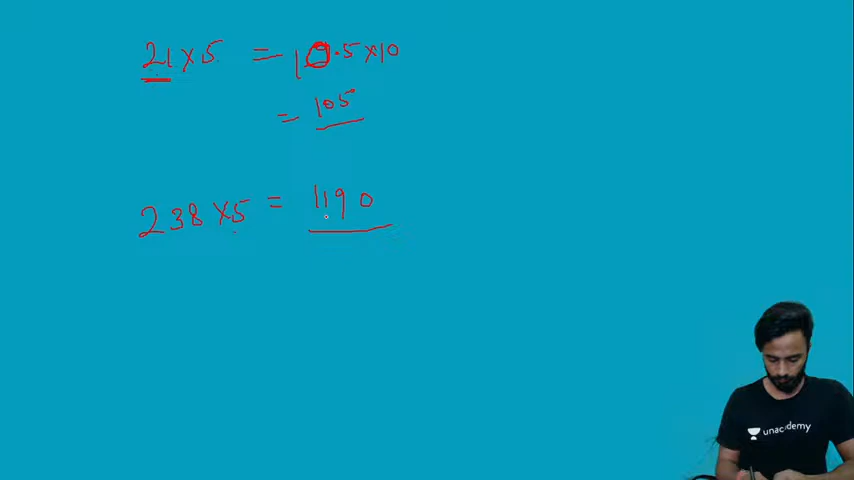 21 × 5 = 10.5 × 10
= 105
238 × 5 = 1190
unacademy